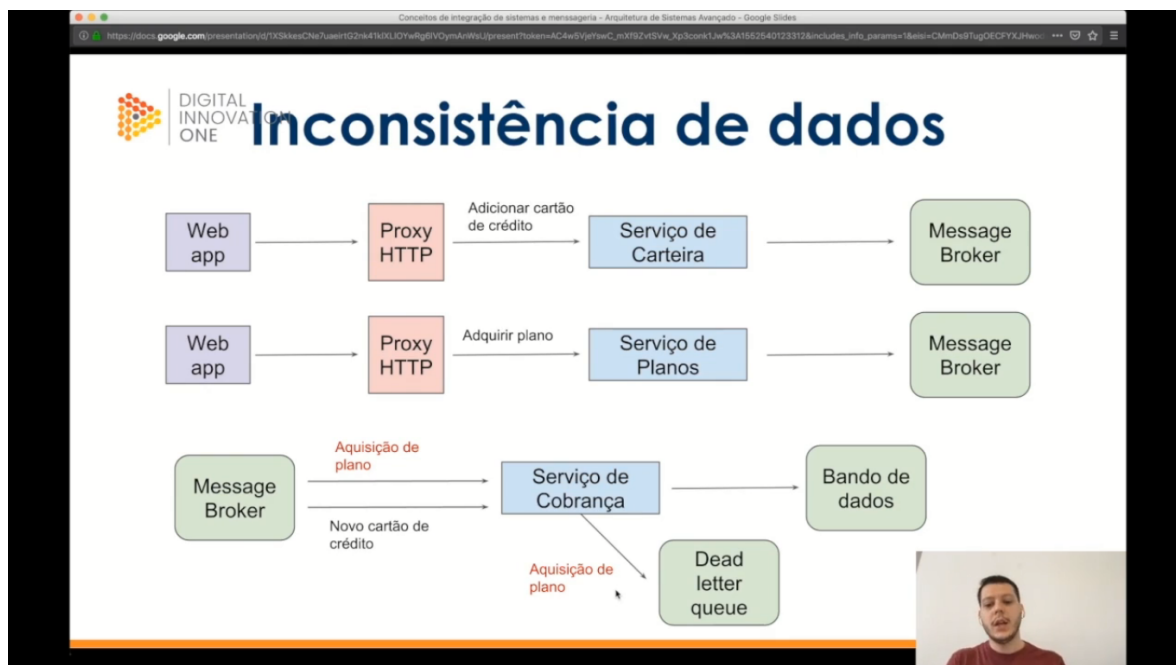 Conceitos de integração de sistemas e menssageria - Arquitetura de Sistemas Avançado - Google Slides
DIGITAL
INNOVATION
ONE
Inconsistência de dados
Web
app
Proxy
HTTP
Adicionar cartão
de crédito
Serviço de
Carteira
Message
Broker
Web
app
Proxy
HTTP
Adquirir plano
Serviço de
Planos
Message
Broker
Message
Broker
Aquisição de
plano
Novo cartão de
crédito
Serviço de
Cobrança
Bando de
dados
Aquisição de
plano
Dead
letter
queue